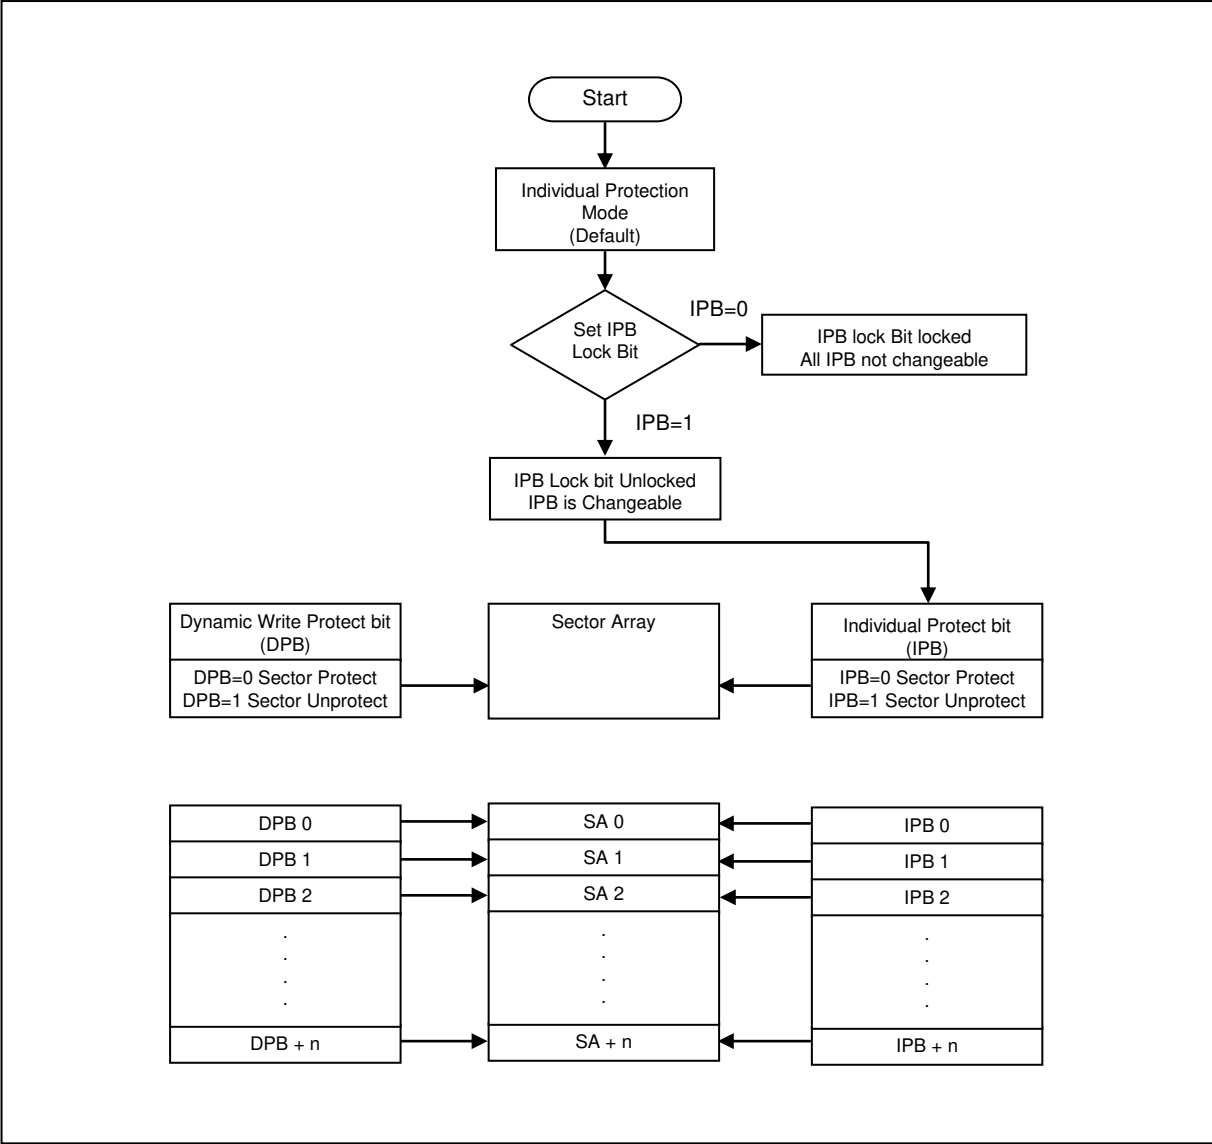 Start
Individual Protection
Mode
(Default)
Set IPB
Lock Bit
IPB=0
IPB lock Bit locked
All IPB not changeable
IPB=1
IPB Lock bit Unlocked
IPB is Changeable
Dynamic Write Protect bit
(DPB)
DPB=0 Sector Protect
DPB=1 Sector Unprotect
Sector Array
Individual Protect bit
(IPB)
IPB=0 Sector Protect
IPB=1 Sector Unprotect
DPB 0
SA 0
IPB 0
DPB 1
SA 1
IPB 1
DPB 2
SA 2
IPB 2
.
.
.
.
.
.
.
.
.
.
.
.
DPB + n
SA + n
IPB + n